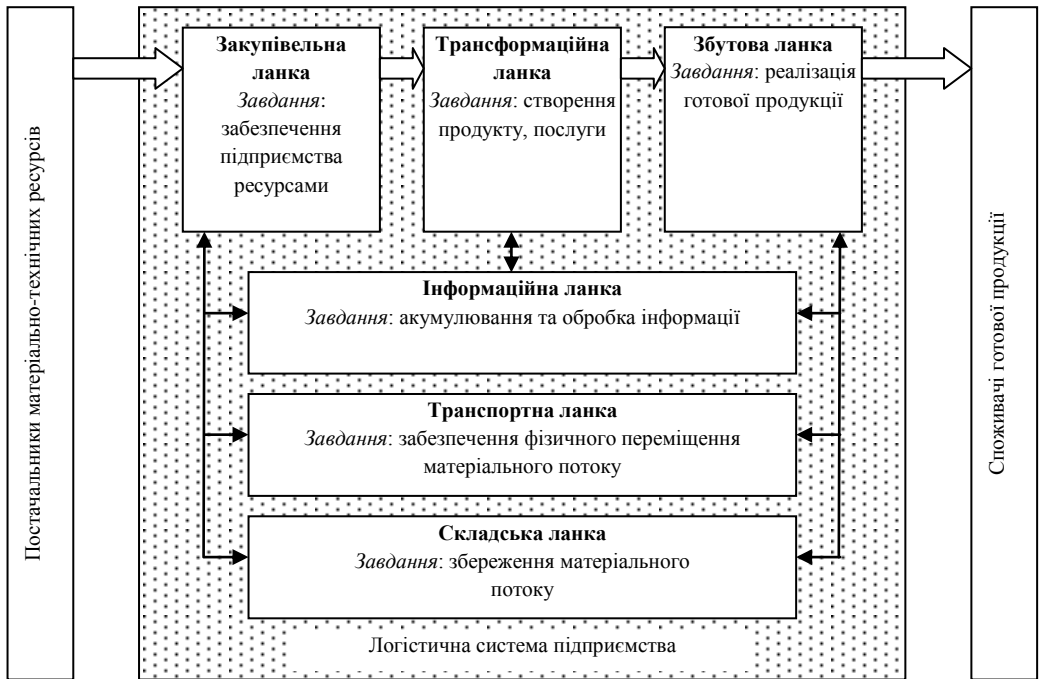 Постачальники матеріально-технічних ресурсів
Закупівельна
ланка
Завдання:
забезпечення
підприємства
ресурсами
Трансформаційна
ланка
Завдання: створення
продукту, послуги
Збутова ланка
Завдання: реалізація
готової продукції
Інформаційна ланка
Завдання: акумулювання та обробка інформації
Транспортна ланка
Завдання: забезпечення фізичного переміщення
матеріального потоку
Складська ланка
Завдання: збереження матеріального
потоку
Логістична система підприємства
Споживачі готової продукції